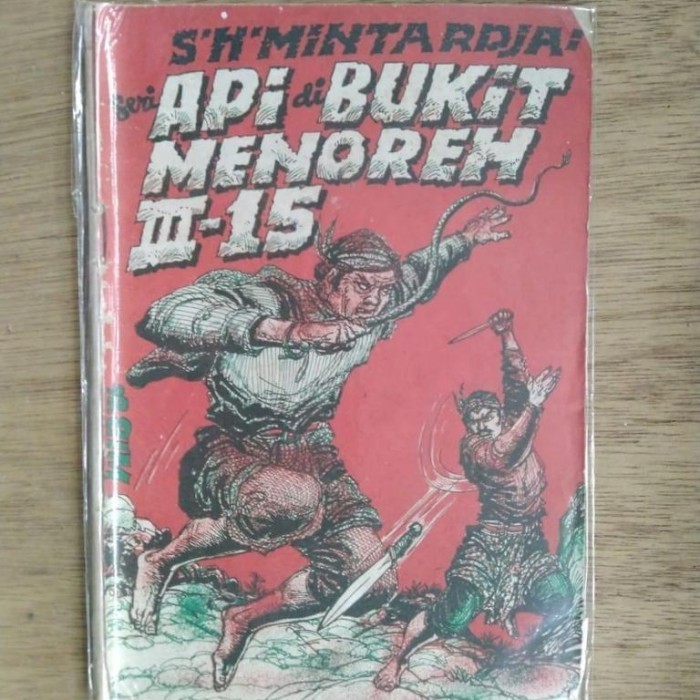 S·H·MINTARDJA:
Seri API di BUKIT
MENOREH
III-15